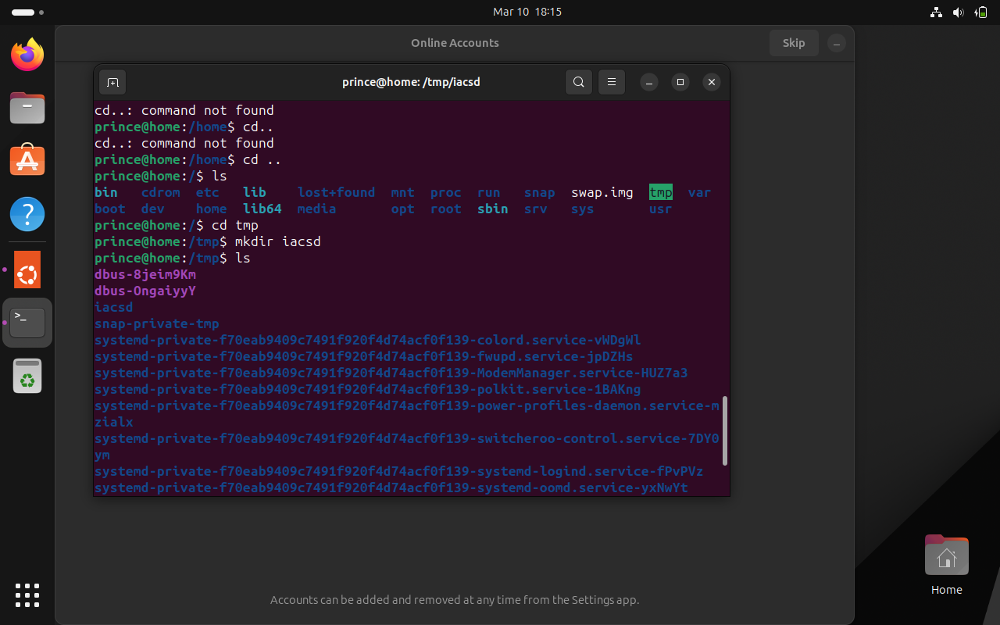 Mar 10 18:15
Online Accounts
Skip
prince@home: /tmp/iacsd
cd..: command not found
prince@home:/home$ cd..
cd..: command not found
prince@home:/home$ cd ..
prince@home:/$ ls
bin cdrom etc lib lost+found mnt proc run snap swap.img tmp var
boot dev home lib64 media opt root sbin srv sys usr
prince@home:/$ cd tmp
prince@home:/tmp$ mkdir iacsd
prince@home:/tmp$ ls
dbus-8jeim9Km
dbus-OngaiyyY
iacsd
snap-private-tmp
systemd-private-f70eab9409c7491f920f4d74acf0f139-colord.service-vWDgWl
systemd-private-f70eab9409c7491f920f4d74acf0f139-fwupd.service-jpDZHs
systemd-private-f70eab9409c7491f920f4d74acf0f139-ModemManager.service-HUZ7a3
systemd-private-f70eab9409c7491f920f4d74acf0f139-polkit.service-1BAKng
systemd-private-f70eab9409c7491f920f4d74acf0f139-power-profiles-daemon.service-m
zialx
systemd-private-f70eab9409c7491f920f4d74acf0f139-switcheroo-control.service-7DY0
ym
systemd-private-f70eab9409c7491f920f4d74acf0f139-systemd-logind.service-fPvPVz
systemd-private-f70eab9409c7491f920f4d74acf0f139-systemd-oomd.service-yxNwYt
Home
Accounts can be added and removed at any time from the Settings app.